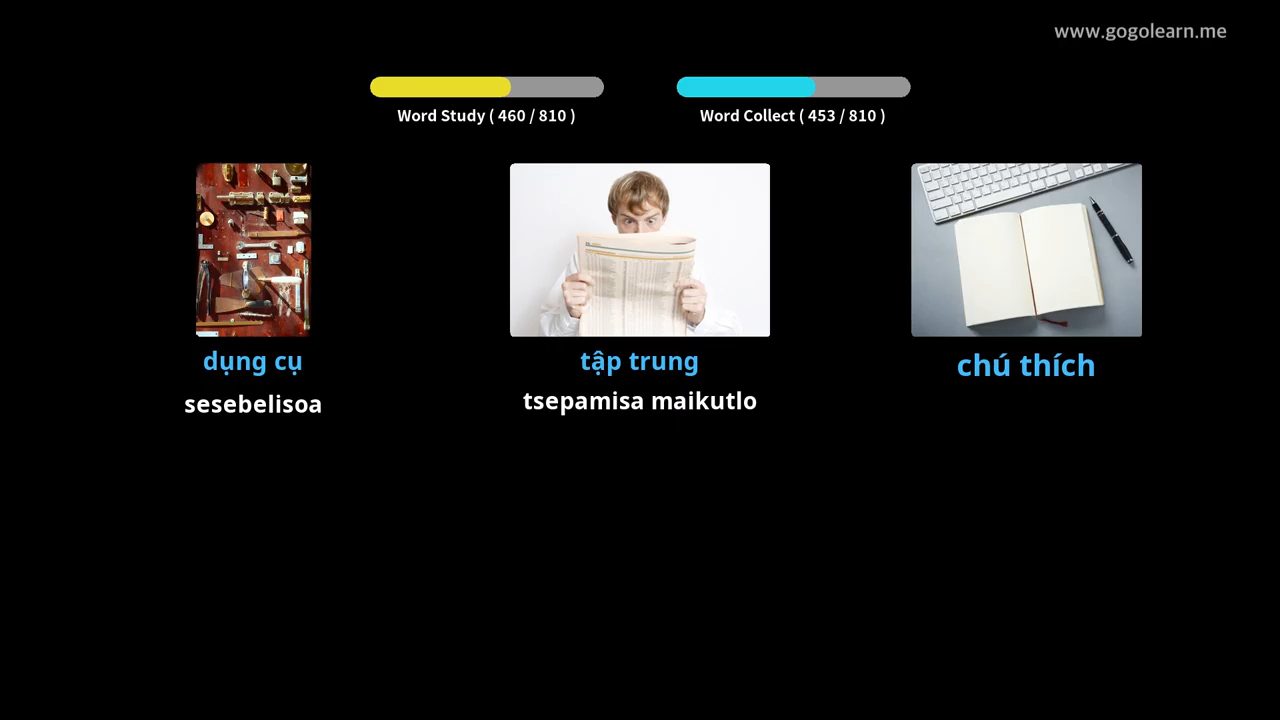 www.gogolearn.me
Word Study ( 460 / 810 )
Word Collect ( 453 / 810 )
dụng cụ
sesebelisoa
tập trung
tsepamisa maikutlo
chú thích